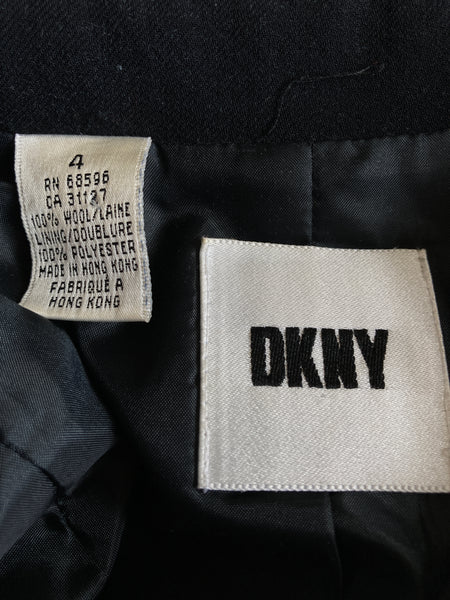 4
RN 68596
CA 31137
100% WOOL/LAINE
LINING/DOUBLURE
100% POLYESTER
MADE IN HONG KONG
FABRIQUÉ A
HONG KONG
DKNY